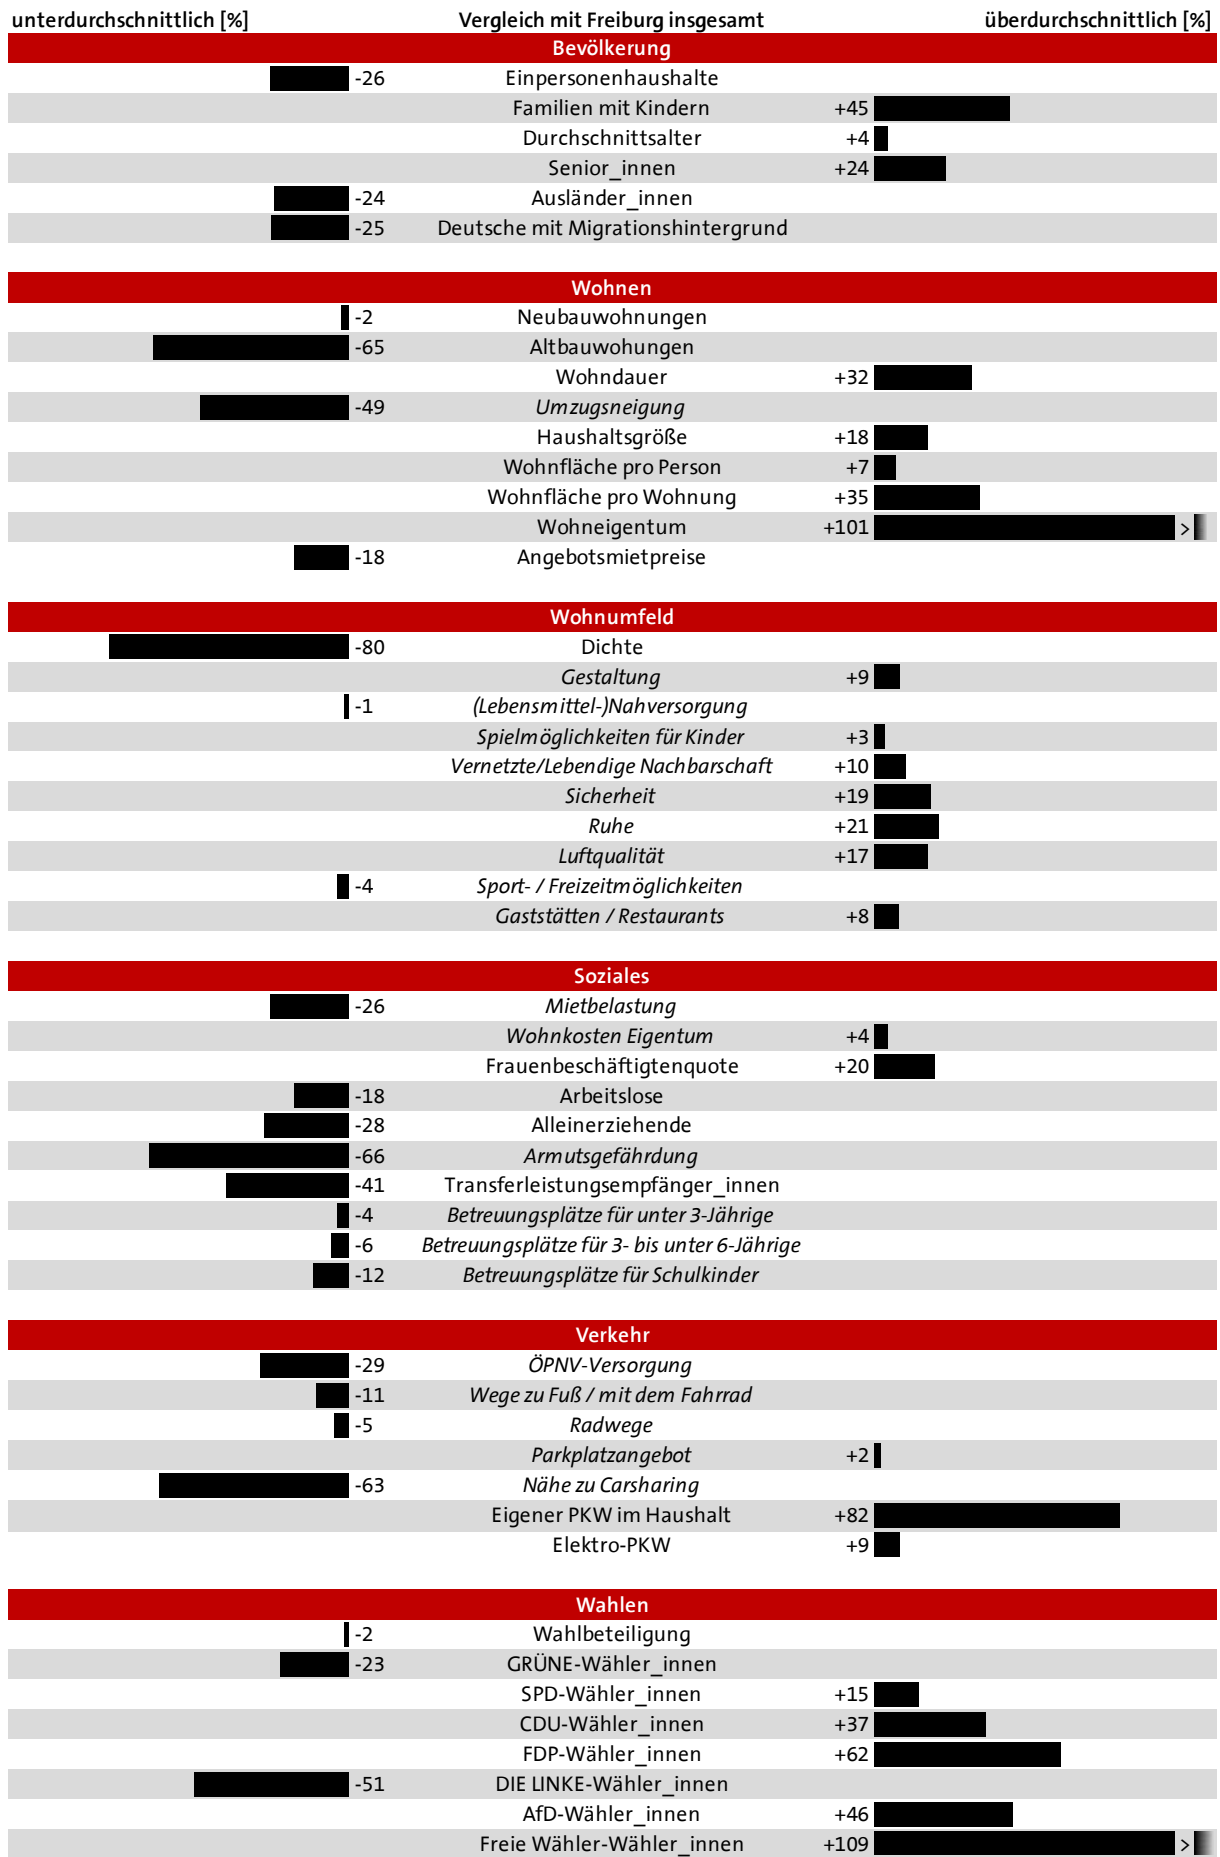 unterdurchschnittlich [%] Vergleich mit Freiburg insgesamt überdurchschnittlich [%]
Bevölkerung
-26 Einpersonenhaushalte
Familien mit Kindern +45
Durchschnittsalter +4
Senior_innen +24
-24 Ausländer_innen
-25 Deutsche mit Migrationshintergrund
Wohnen
-2 Neubauwohnungen
-65 Altbauwohungen
Wohndauer +32
-49 Umzugsneigung
Haushaltsgröße +18
Wohnfläche pro Person +7
Wohnfläche pro Wohnung +35
Wohneigentum +101 >
-18 Angebotsmietpreise
Wohnumfeld
-80 Dichte
Gestaltung +9
-1 (Lebensmittel-)Nahversorgung
Spielmöglichkeiten für Kinder +3
Vernetzte/Lebendige Nachbarschaft +10
Sicherheit +19
Ruhe +21
Luftqualität +17
-4 Sport- / Freizeitmöglichkeiten
Gaststätten / Restaurants +8
Soziales
-26 Mietbelastung
Wohnkosten Eigentum +4
Frauenbeschäftigtenquote +20
-18 Arbeitslose
-28 Alleinerziehende
-66 Armutsgefährdung
-41 Transferleistungsempfänger_innen
-4 Betreuungsplätze für unter 3-Jährige
-6 Betreuungsplätze für 3- bis unter 6-Jährige
-12 Betreuungsplätze für Schulkinder
Verkehr
-29 ÖPNV-Versorgung
-11 Wege zu Fuß / mit dem Fahrrad
-5 Radwege
Parkplatzangebot +2
-63 Nähe zu Carsharing
Eigener PKW im Haushalt +82
Elektro-PKW +9
Wahlen
-2 Wahlbeteiligung
-23 GRÜNE-Wähler_innen
SPD-Wähler_innen +15
CDU-Wähler_innen +37
FDP-Wähler_innen +62
-51 DIE LINKE-Wähler_innen
AfD-Wähler_innen +46
Freie Wähler-Wähler_innen +109 >